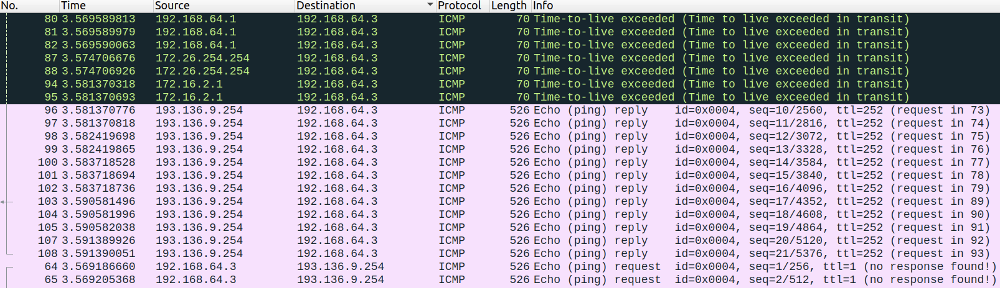 No. Time Source Destination Protocol Length Info
80 3.569589813 192.168.64.1 192.168.64.3 ICMP 70 Time-to-live exceeded (Time to live exceeded in transit)
81 3.569589979 192.168.64.1 192.168.64.3 ICMP 70 Time-to-live exceeded (Time to live exceeded in transit)
82 3.569590063 192.168.64.1 192.168.64.3 ICMP 70 Time-to-live exceeded (Time to live exceeded in transit)
87 3.574706676 172.26.254.254 192.168.64.3 ICMP 70 Time-to-live exceeded (Time to live exceeded in transit)
88 3.574706926 172.26.254.254 192.168.64.3 ICMP 70 Time-to-live exceeded (Time to live exceeded in transit)
94 3.581370318 172.16.2.1 192.168.64.3 ICMP 70 Time-to-live exceeded (Time to live exceeded in transit)
95 3.581370693 172.16.2.1 192.168.64.3 ICMP 70 Time-to-live exceeded (Time to live exceeded in transit)
96 3.581370776 193.136.9.254 192.168.64.3 ICMP 526 Echo (ping) reply id=0x0004, seq=10/2560, ttl=252 (request in 73)
97 3.581370818 193.136.9.254 192.168.64.3 ICMP 526 Echo (ping) reply id=0x0004, seq=11/2816, ttl=252 (request in 74)
98 3.582419698 193.136.9.254 192.168.64.3 ICMP 526 Echo (ping) reply id=0x0004, seq=12/3072, ttl=252 (request in 75)
99 3.582419865 193.136.9.254 192.168.64.3 ICMP 526 Echo (ping) reply id=0x0004, seq=13/3328, ttl=252 (request in 76)
100 3.583718528 193.136.9.254 192.168.64.3 ICMP 526 Echo (ping) reply id=0x0004, seq=14/3584, ttl=252 (request in 77)
101 3.583718694 193.136.9.254 192.168.64.3 ICMP 526 Echo (ping) reply id=0x0004, seq=15/3840, ttl=252 (request in 78)
102 3.583718736 193.136.9.254 192.168.64.3 ICMP 526 Echo (ping) reply id=0x0004, seq=16/4096, ttl=252 (request in 79)
103 3.590581496 193.136.9.254 192.168.64.3 ICMP 526 Echo (ping) reply id=0x0004, seq=17/4352, ttl=252 (request in 89)
104 3.590581996 193.136.9.254 192.168.64.3 ICMP 526 Echo (ping) reply id=0x0004, seq=18/4608, ttl=252 (request in 90)
105 3.590582038 193.136.9.254 192.168.64.3 ICMP 526 Echo (ping) reply id=0x0004, seq=19/4864, ttl=252 (request in 91)
107 3.591389926 193.136.9.254 192.168.64.3 ICMP 526 Echo (ping) reply id=0x0004, seq=20/5120, ttl=252 (request in 92)
108 3.591390051 193.136.9.254 192.168.64.3 ICMP 526 Echo (ping) reply id=0x0004, seq=21/5376, ttl=252 (request in 93)
64 3.569186660 192.168.64.3 193.136.9.254 ICMP 526 Echo (ping) request id=0x0004, seq=1/256, ttl=1 (no response found!)
65 3.569205368 192.168.64.3 193.136.9.254 ICMP 526 Echo (ping) request id=0x0004, seq=2/512, ttl=1 (no response found!)